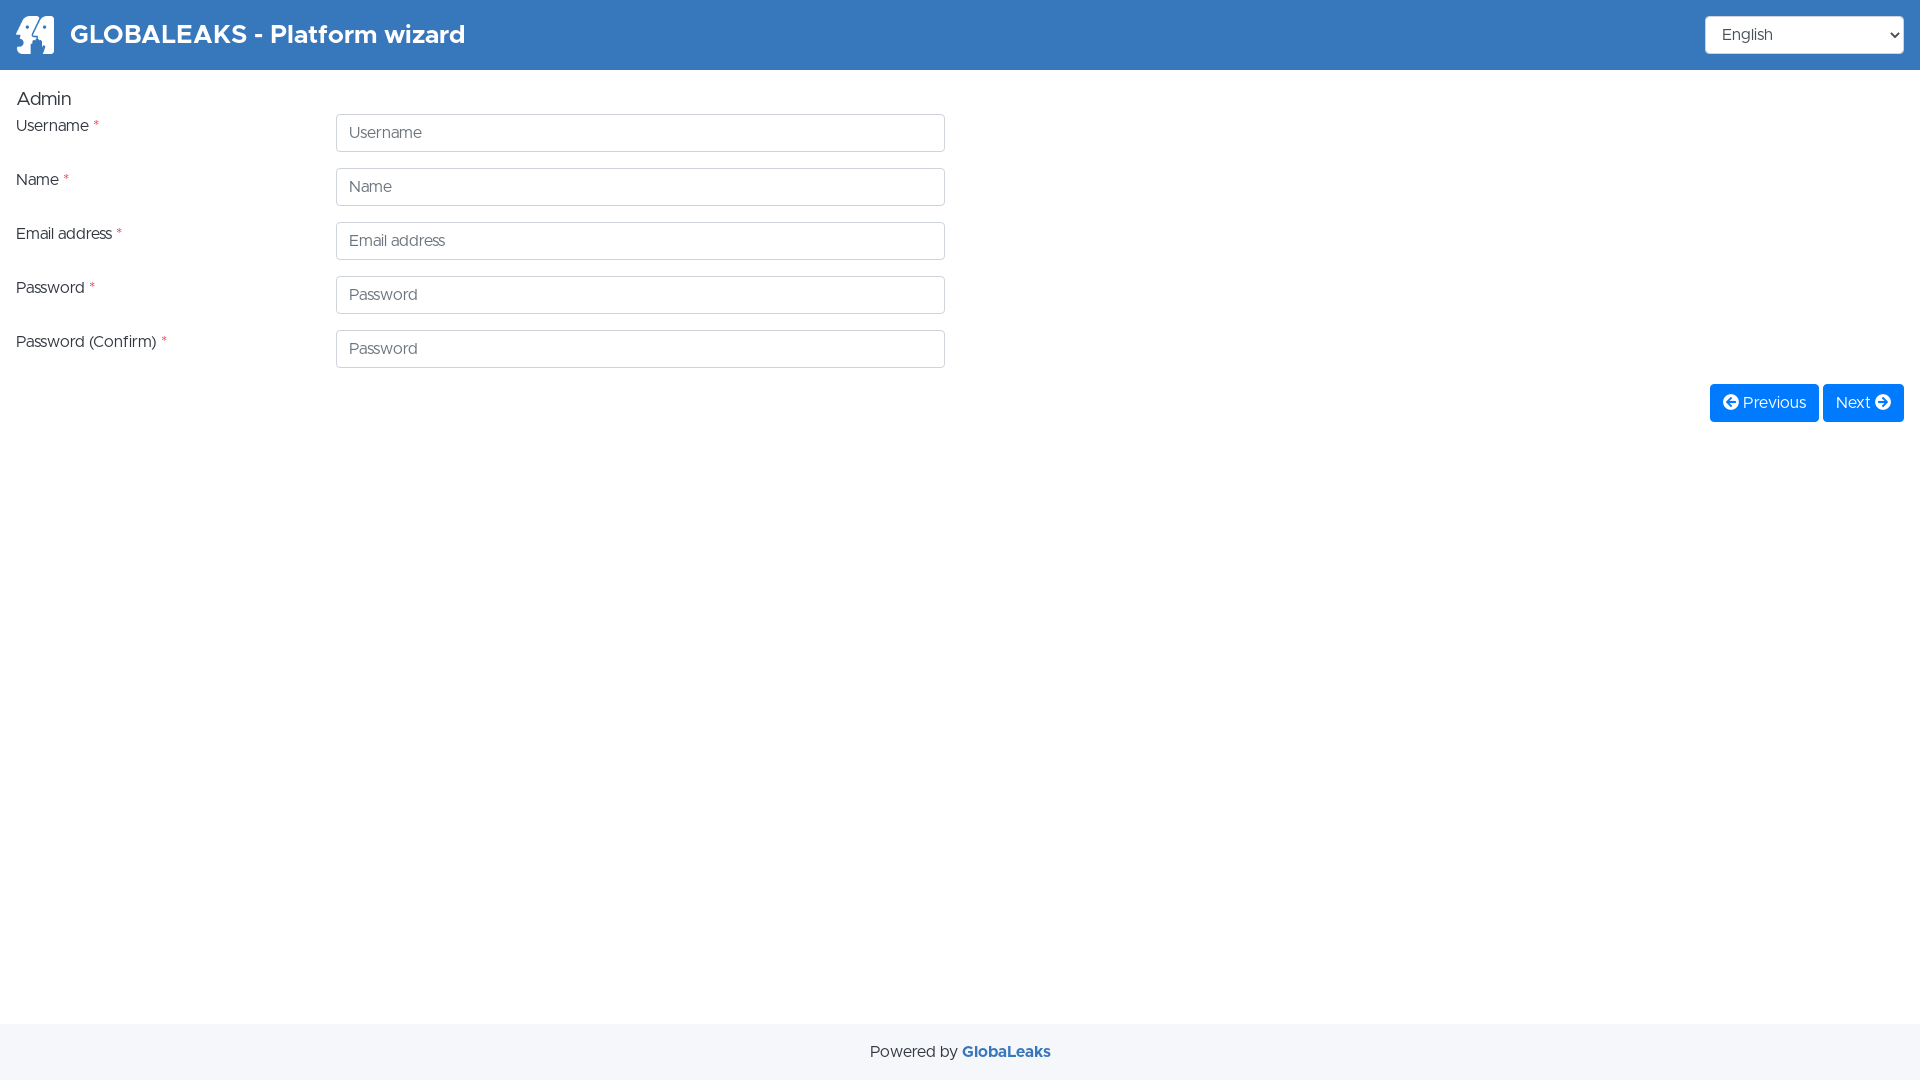 GLOBALEAKS - Platform wizard
English
Admin
Username *
Username
Name *
Name
Email address *
Email address
Password *
Password
Password (Confirm) *
Password
Previous
Next
Powered by GlobaLeaks